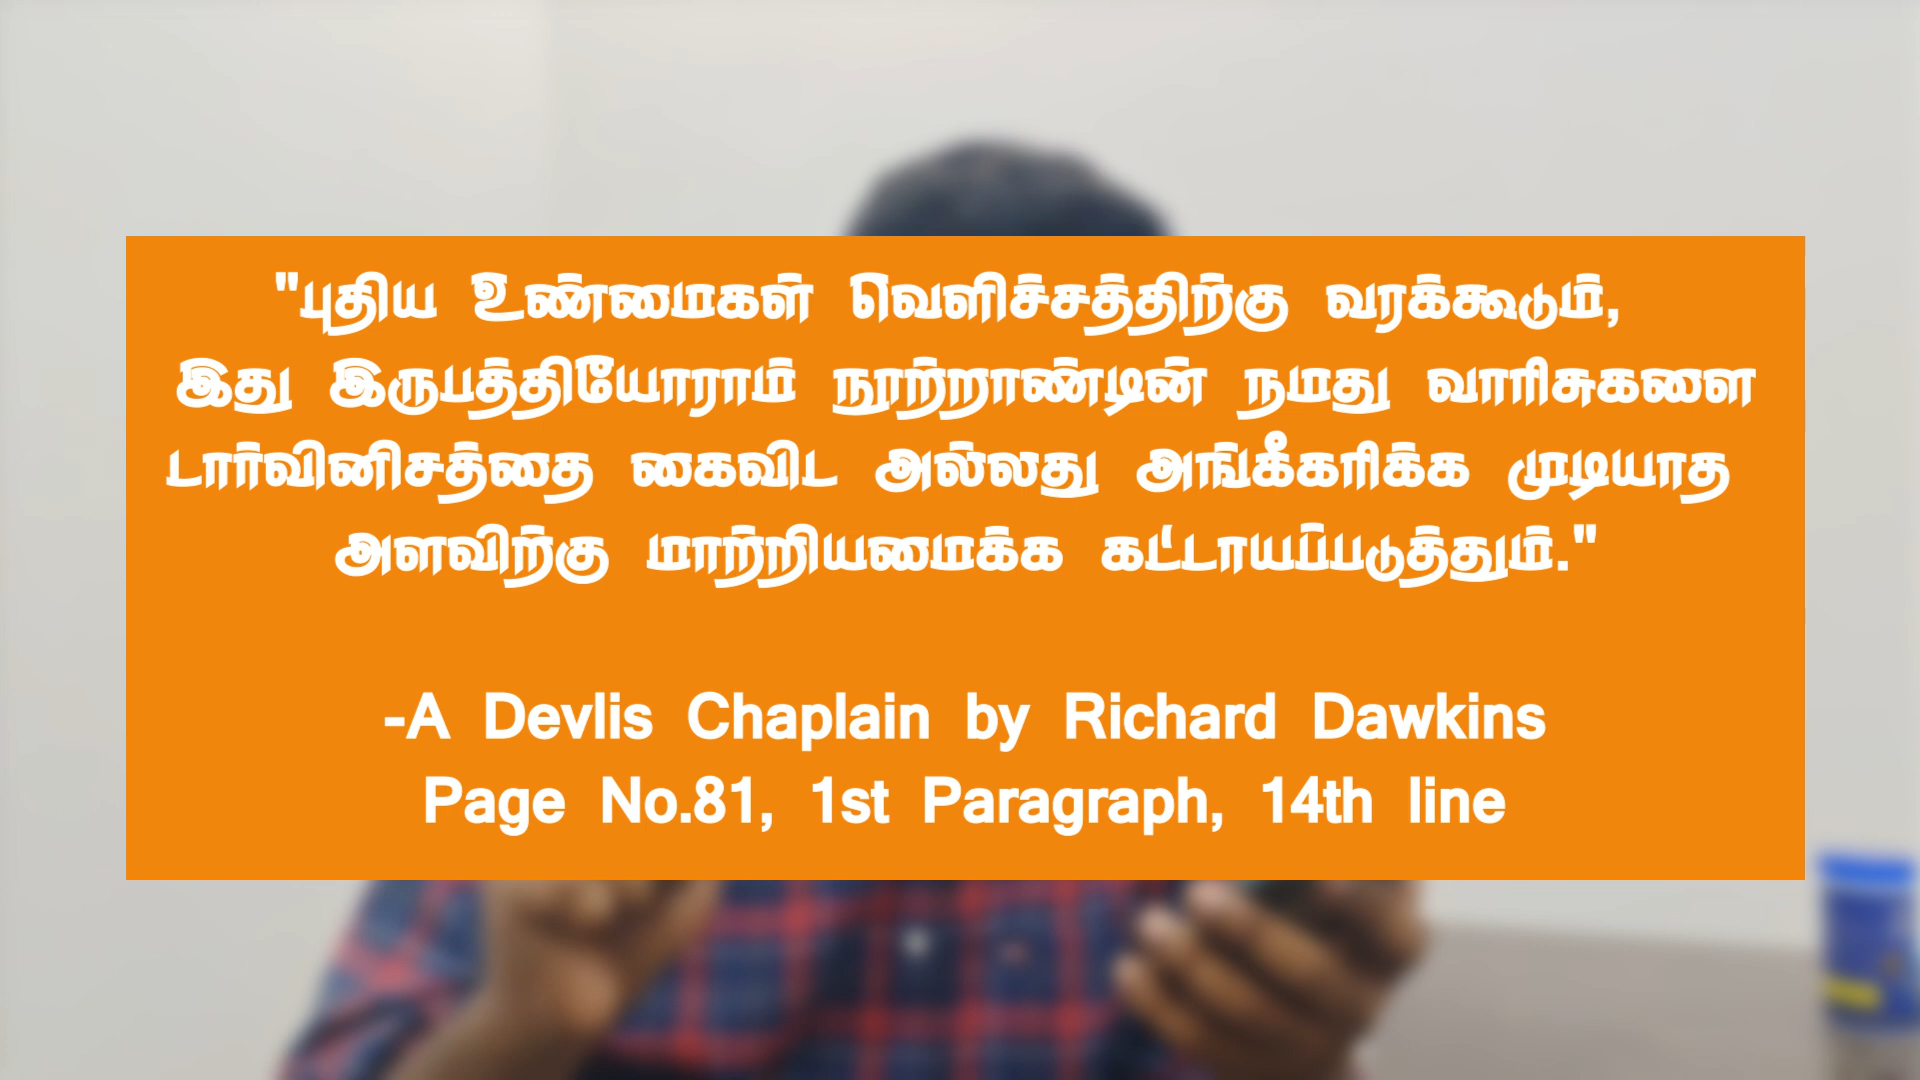 "புதிய உண்மைகள் வெளிச்சத்திற்கு வரக்கூடும்,
இது இருபத்தியோராம் நூற்றாண்டின் நமது வாரிசுகளை
டார்வினிசத்தை கைவிட அல்லது அங்கீகரிக்க முடியாத
அளவிற்கு மாற்றியமைக்க கட்டாயப்படுத்தும்."
-A Devlis Chaplain by Richard Dawkins
Page No.81, 1st Paragraph, 14th line